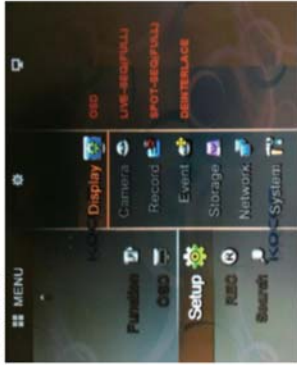 MENU
Function
OSD
Setup
REC
Search
Display
Camera
Record
Event
Storage
Network
System
OSD
LIVE-SEQ(FULL)
SPOT-SEQ(FULL)
DEINTERLACE